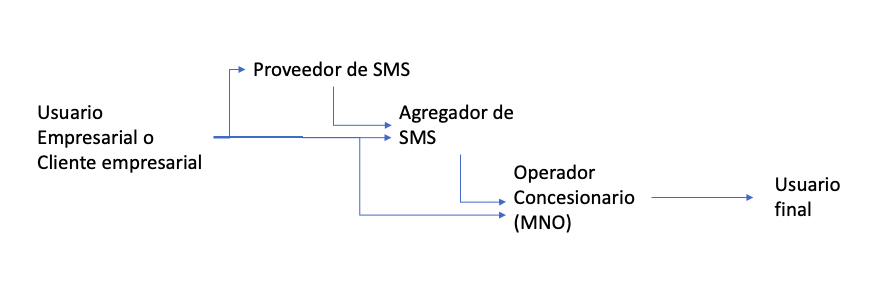 Proveedor de SMS
Usuario
Empresarial o
Cliente empresarial
Agregador de
SMS
Operador
Concesionario
(MNO)
Usuario
final